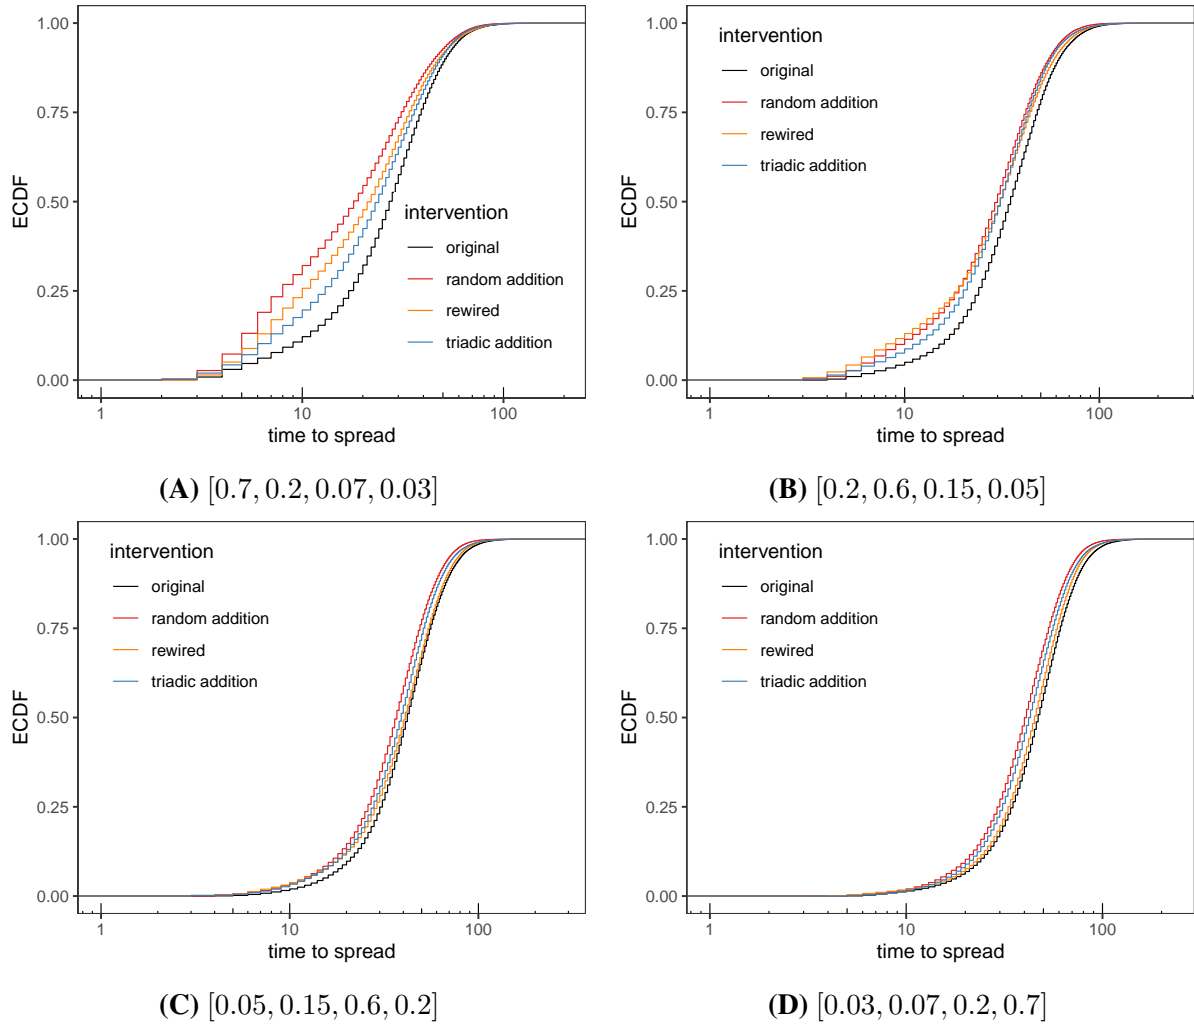 1.00
0.75
0.50
0.25
0.00
ECDF
intervention
original
random addition
rewired
triadic addition
1 10 100
time to spread
(A) [0.7, 0.2, 0.07, 0.03]
1.00
0.75
0.50
0.25
0.00
ECDF
intervention
original
random addition
rewired
triadic addition
1 10 100
time to spread
(B) [0.2, 0.6, 0.15, 0.05]
1.00
0.75
0.50
0.25
0.00
ECDF
intervention
original
random addition
rewired
triadic addition
1 10 100
time to spread
(C) [0.05, 0.15, 0.6, 0.2]
1.00
0.75
0.50
0.25
0.00
ECDF
intervention
original
random addition
rewired
triadic addition
1 10 100
time to spread
(D) [0.03, 0.07, 0.2, 0.7]